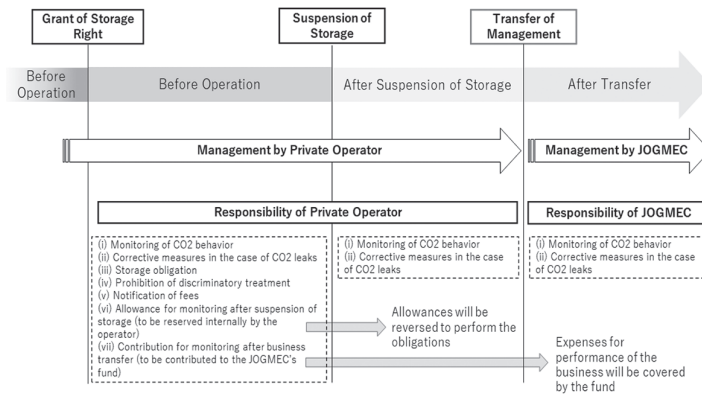 Grant of Storage
Right
Suspension of
Storage
Transfer of
Management
Before
Operation
Before Operation
After Suspension of Storage
After Transfer
Management by Private Operator
Management by JOGMEC
Responsibility of Private Operator
Responsibility of JOGMEC
(i) Monitoring of CO2 behavior
(ii) Corrective measures in the case of CO2 leaks
(iii) Storage obligation
(iv) Prohibition of discriminatory treatment
(v) Notification of fees
(vi) Allowance for monitoring after suspension of
storage (to be reserved internally by the
operator)
(vii) Contribution for monitoring after business
transfer (to be contributed to the JOGMEC's
fund)
(i) Monitoring of CO2 behavior
(ii) Corrective measures in the case
of CO2 leaks
(i) Monitoring of CO2 behavior
(ii) Corrective measures in the case
of CO2 leaks
Allowances will be
reversed to perform the
obligations
Expenses for
performance of the
business will be covered
by the fund